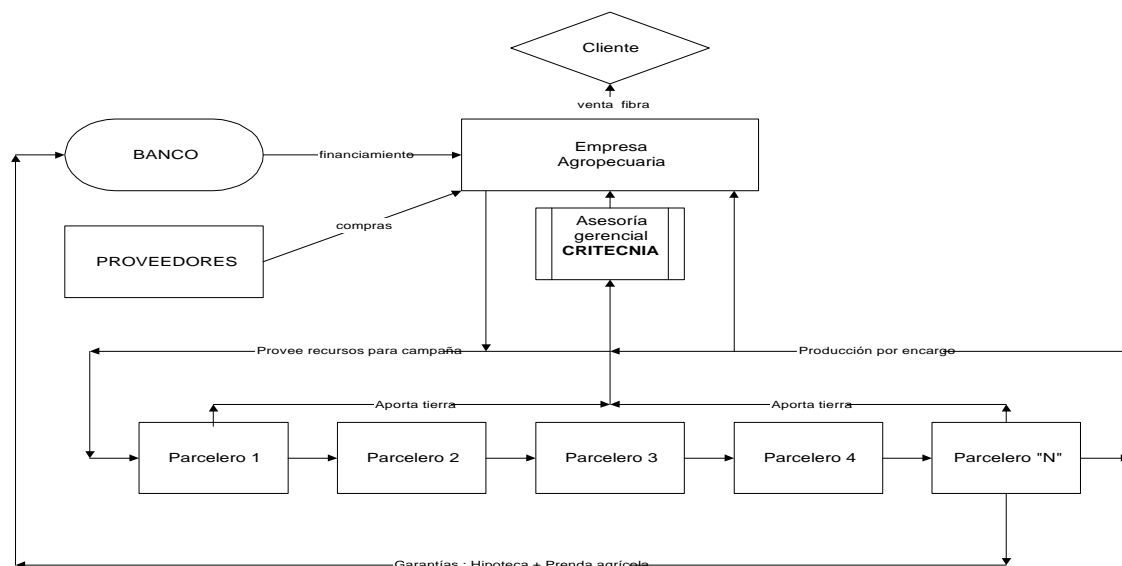 Cliente
venta fibra
BANCO
financiamiento
Empresa
Agropecuaria
compras
PROVEEDORES
Asesoría
gerencial
CRITECNIA
Provee recursos para campaña
Producción por encargo
Aporta tierra
Aporta tierra
Parcelero 1
Parcelero 2
Parcelero 3
Parcelero 4
Parcelero "N"
Garantías : Hipoteca + Prenda agrícola